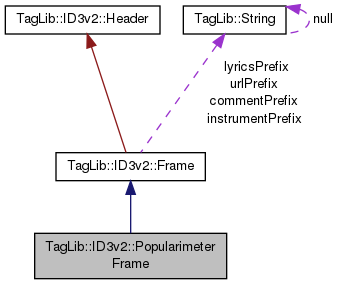 TagLib::ID3v2::Header
TagLib::String
null
lyricsPrefix
urlPrefix
commentPrefix
instrumentPrefix
TagLib::ID3v2::Frame
TagLib::ID3v2::Popularimeter
Frame